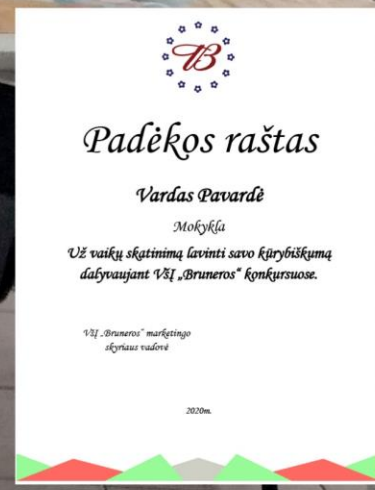 B
Padėkos raštas
Vardas Pavardė
Mokykla
Už vaikų skatinimą lavinti savo kūrybiškumą
dalyvaujant VšĮ „Bruneros“ konkursuose.
VšĮ „Bruneros“ marketingo
skyriaus vadovė
2020m.